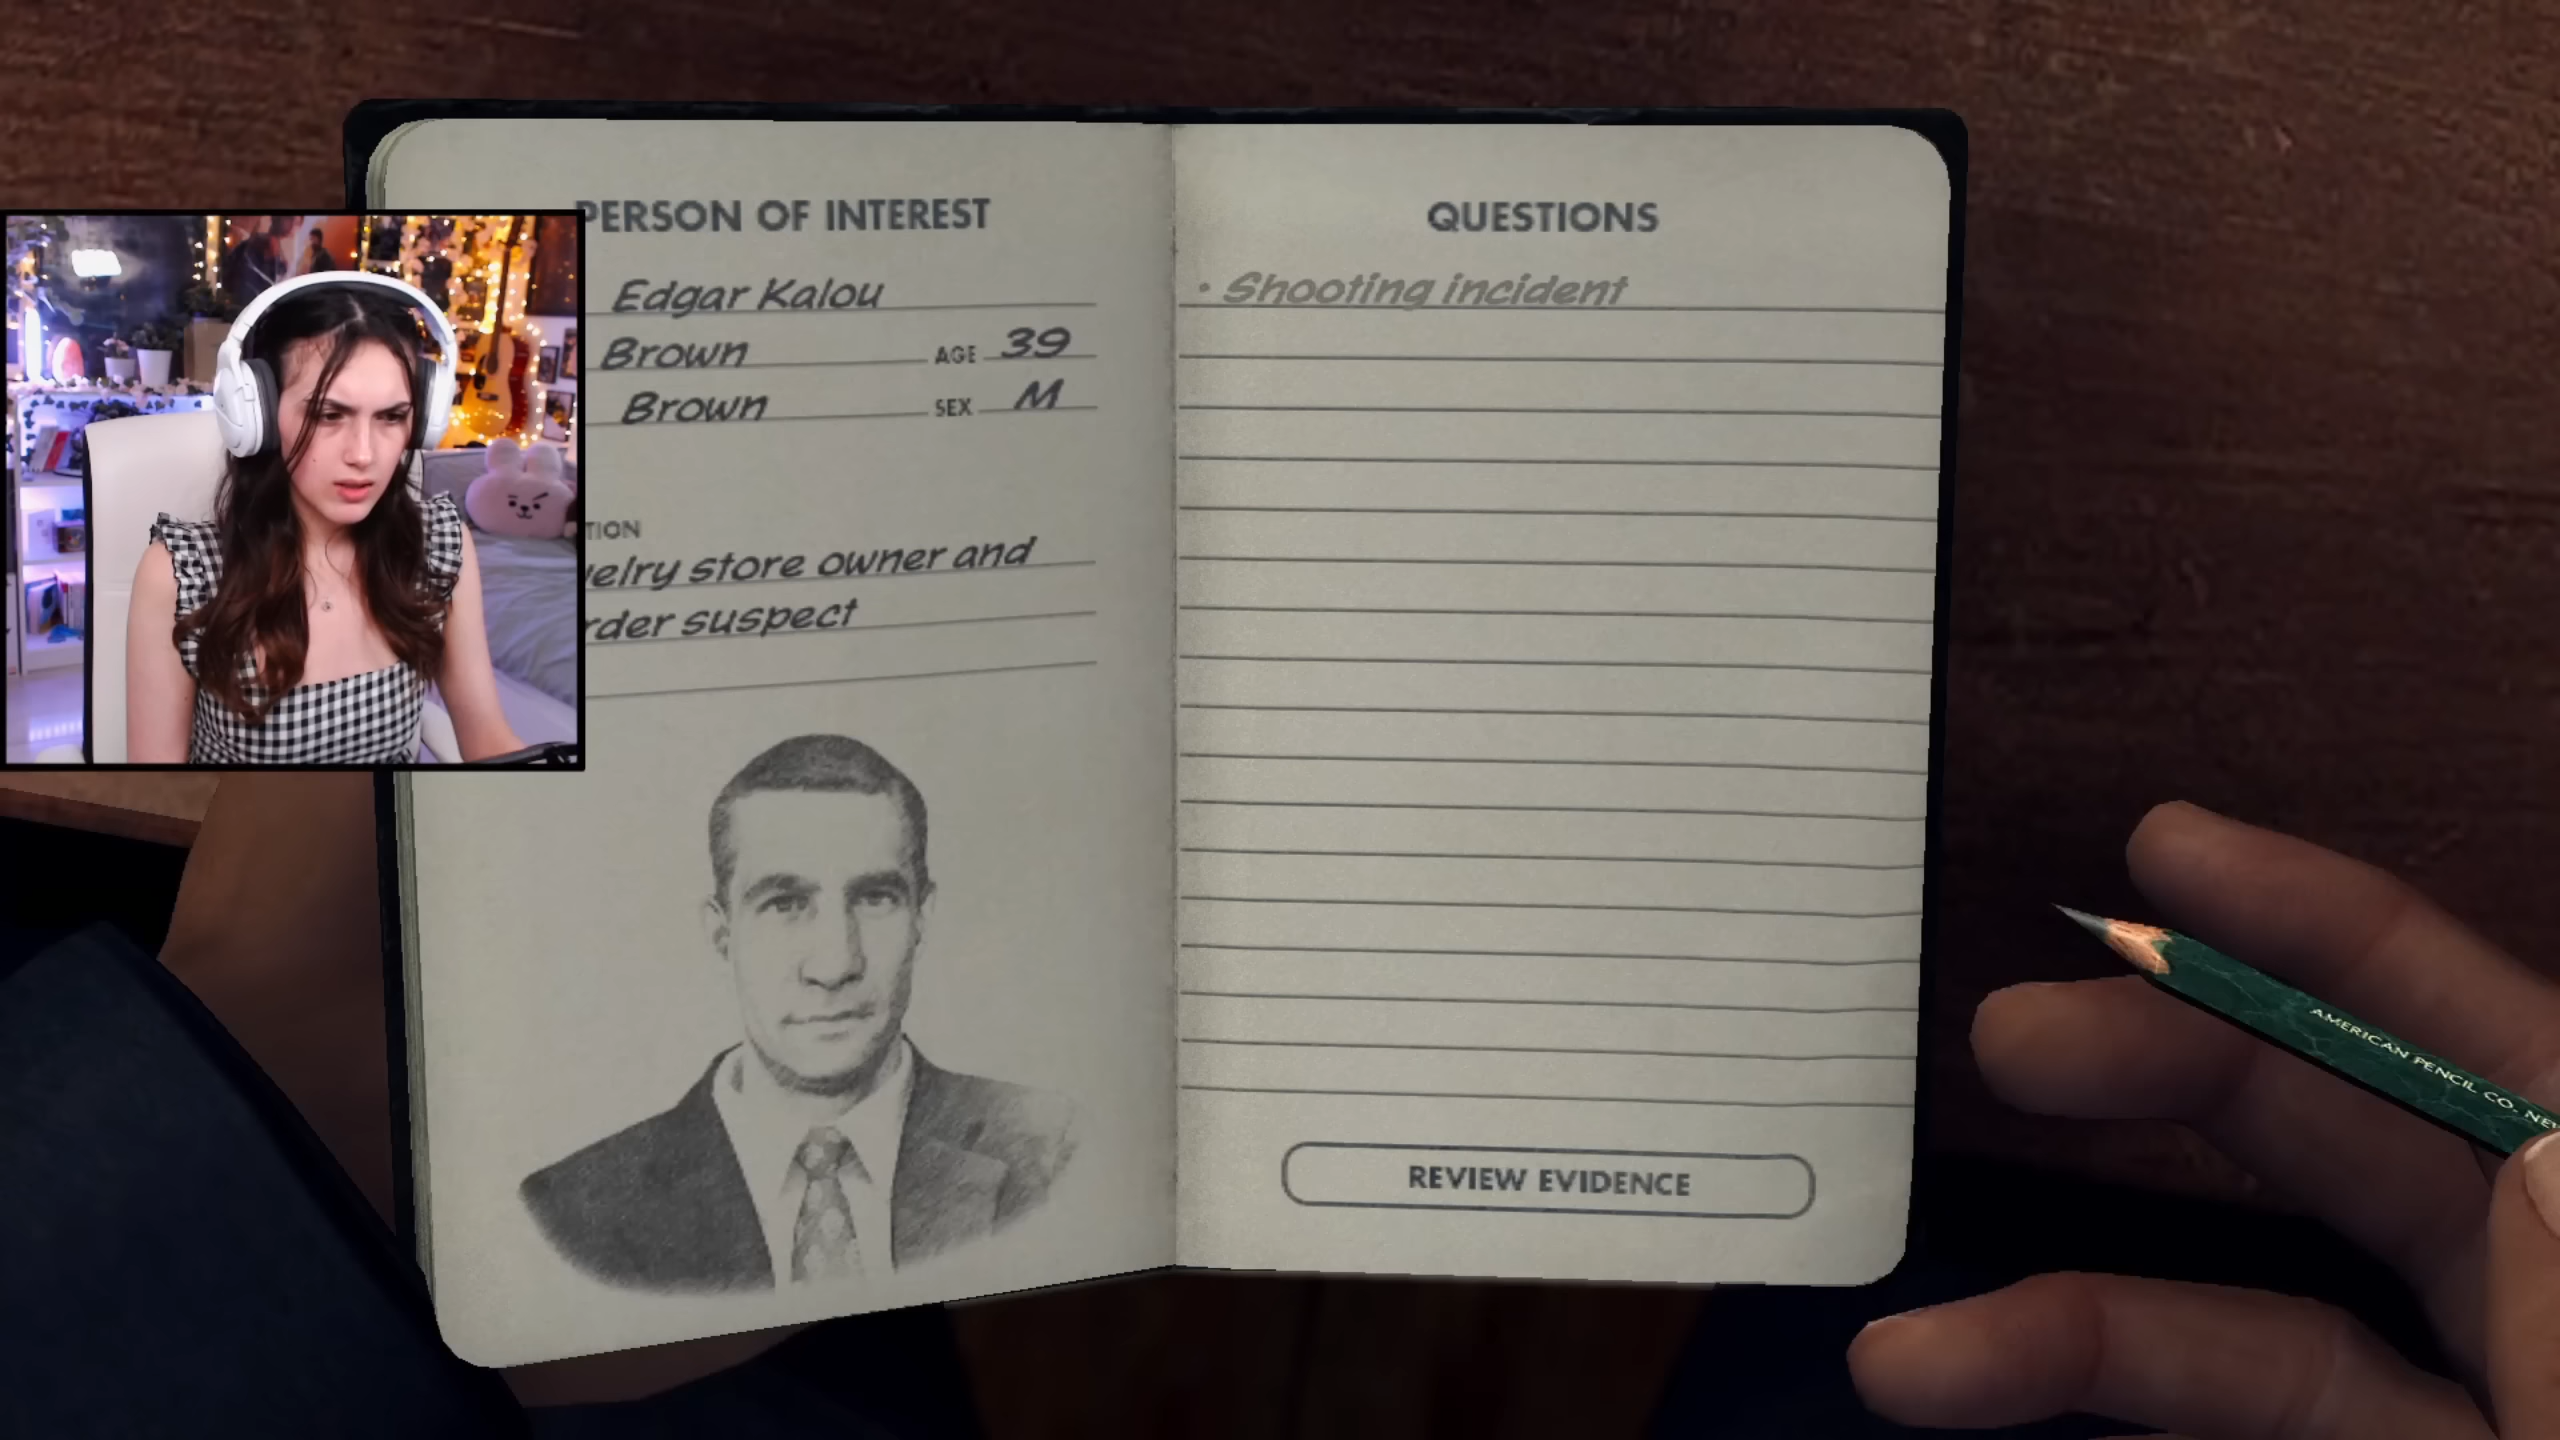 PERSON OF INTEREST
Edgar Kalou
Brown AGE 39
Brown SEX M
TION
welry store owner and
rder suspect
QUESTIONS
• Shooting incident
REVIEW EVIDENCE
AMERICAN PENCIL CO. NEW